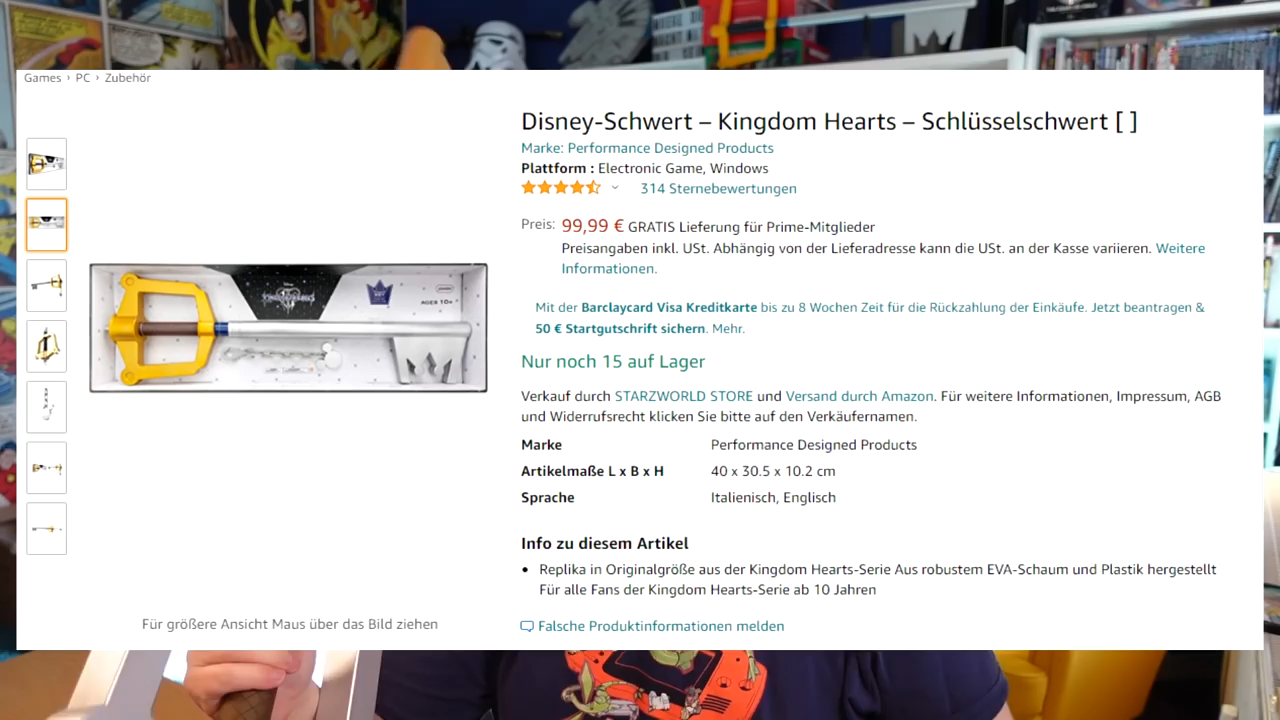 Games › PC › Zubehör
Disney-Schwert – Kingdom Hearts – Schlüsselschwert [ ]
Marke: Performance Designed Products
Plattform : Electronic Game, Windows
314 Sternebewertungen
Preis: 99,99 € GRATIS Lieferung für Prime-Mitglieder
Preisangaben inkl. USt. Abhängig von der Lieferadresse kann die USt. an der Kasse variieren. Weitere
Informationen.
Mit der Barclaycard Visa Kreditkarte bis zu 8 Wochen Zeit für die Rückzahlung der Einkäufe. Jetzt beantragen &
50 € Startgutschrift sichern. Mehr.
Nur noch 15 auf Lager
Verkauf durch STARZWORLD STORE und Versand durch Amazon. Für weitere Informationen, Impressum, AGB
und Widerrufsrecht klicken Sie bitte auf den Verkäufernamen.
Marke Performance Designed Products
Artikelmaße L x B x H 40 x 30.5 x 10.2 cm
Sprache Italienisch, Englisch
Info zu diesem Artikel
• Replika in Originalgröße aus der Kingdom Hearts-Serie Aus robustem EVA-Schaum und Plastik hergestellt
Für alle Fans der Kingdom Hearts-Serie ab 10 Jahren
Falsche Produktinformationen melden
Für größere Ansicht Maus über das Bild ziehen
KINGDOM HEARTS
AGES 10+